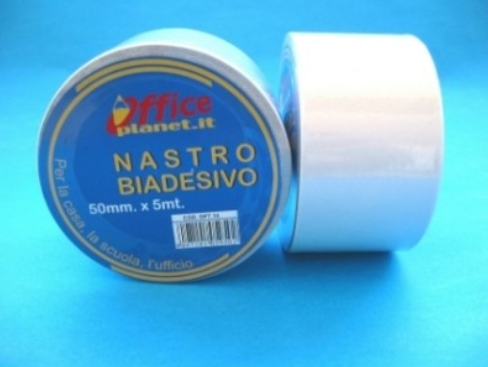 Office
planet.it
NASTRO
BIADESIVO
50mm. x 5mt.
Per la casa, la scuola, l'ufficio